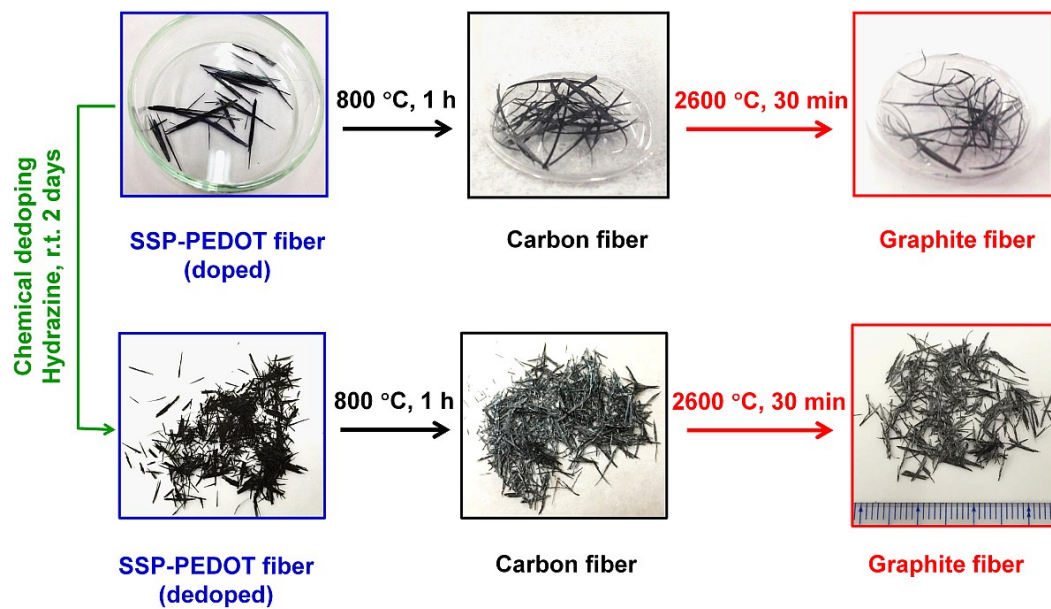 800 °C, 1 h
2600 °C, 30 min
Chemical dedoping
Hydrazine, r.t. 2 days
SSP-PEDOT fiber
(doped)
Carbon fiber
Graphite fiber
800 °C, 1 h
2600 °C, 30 min
SSP-PEDOT fiber
(dedoped)
Carbon fiber
Graphite fiber